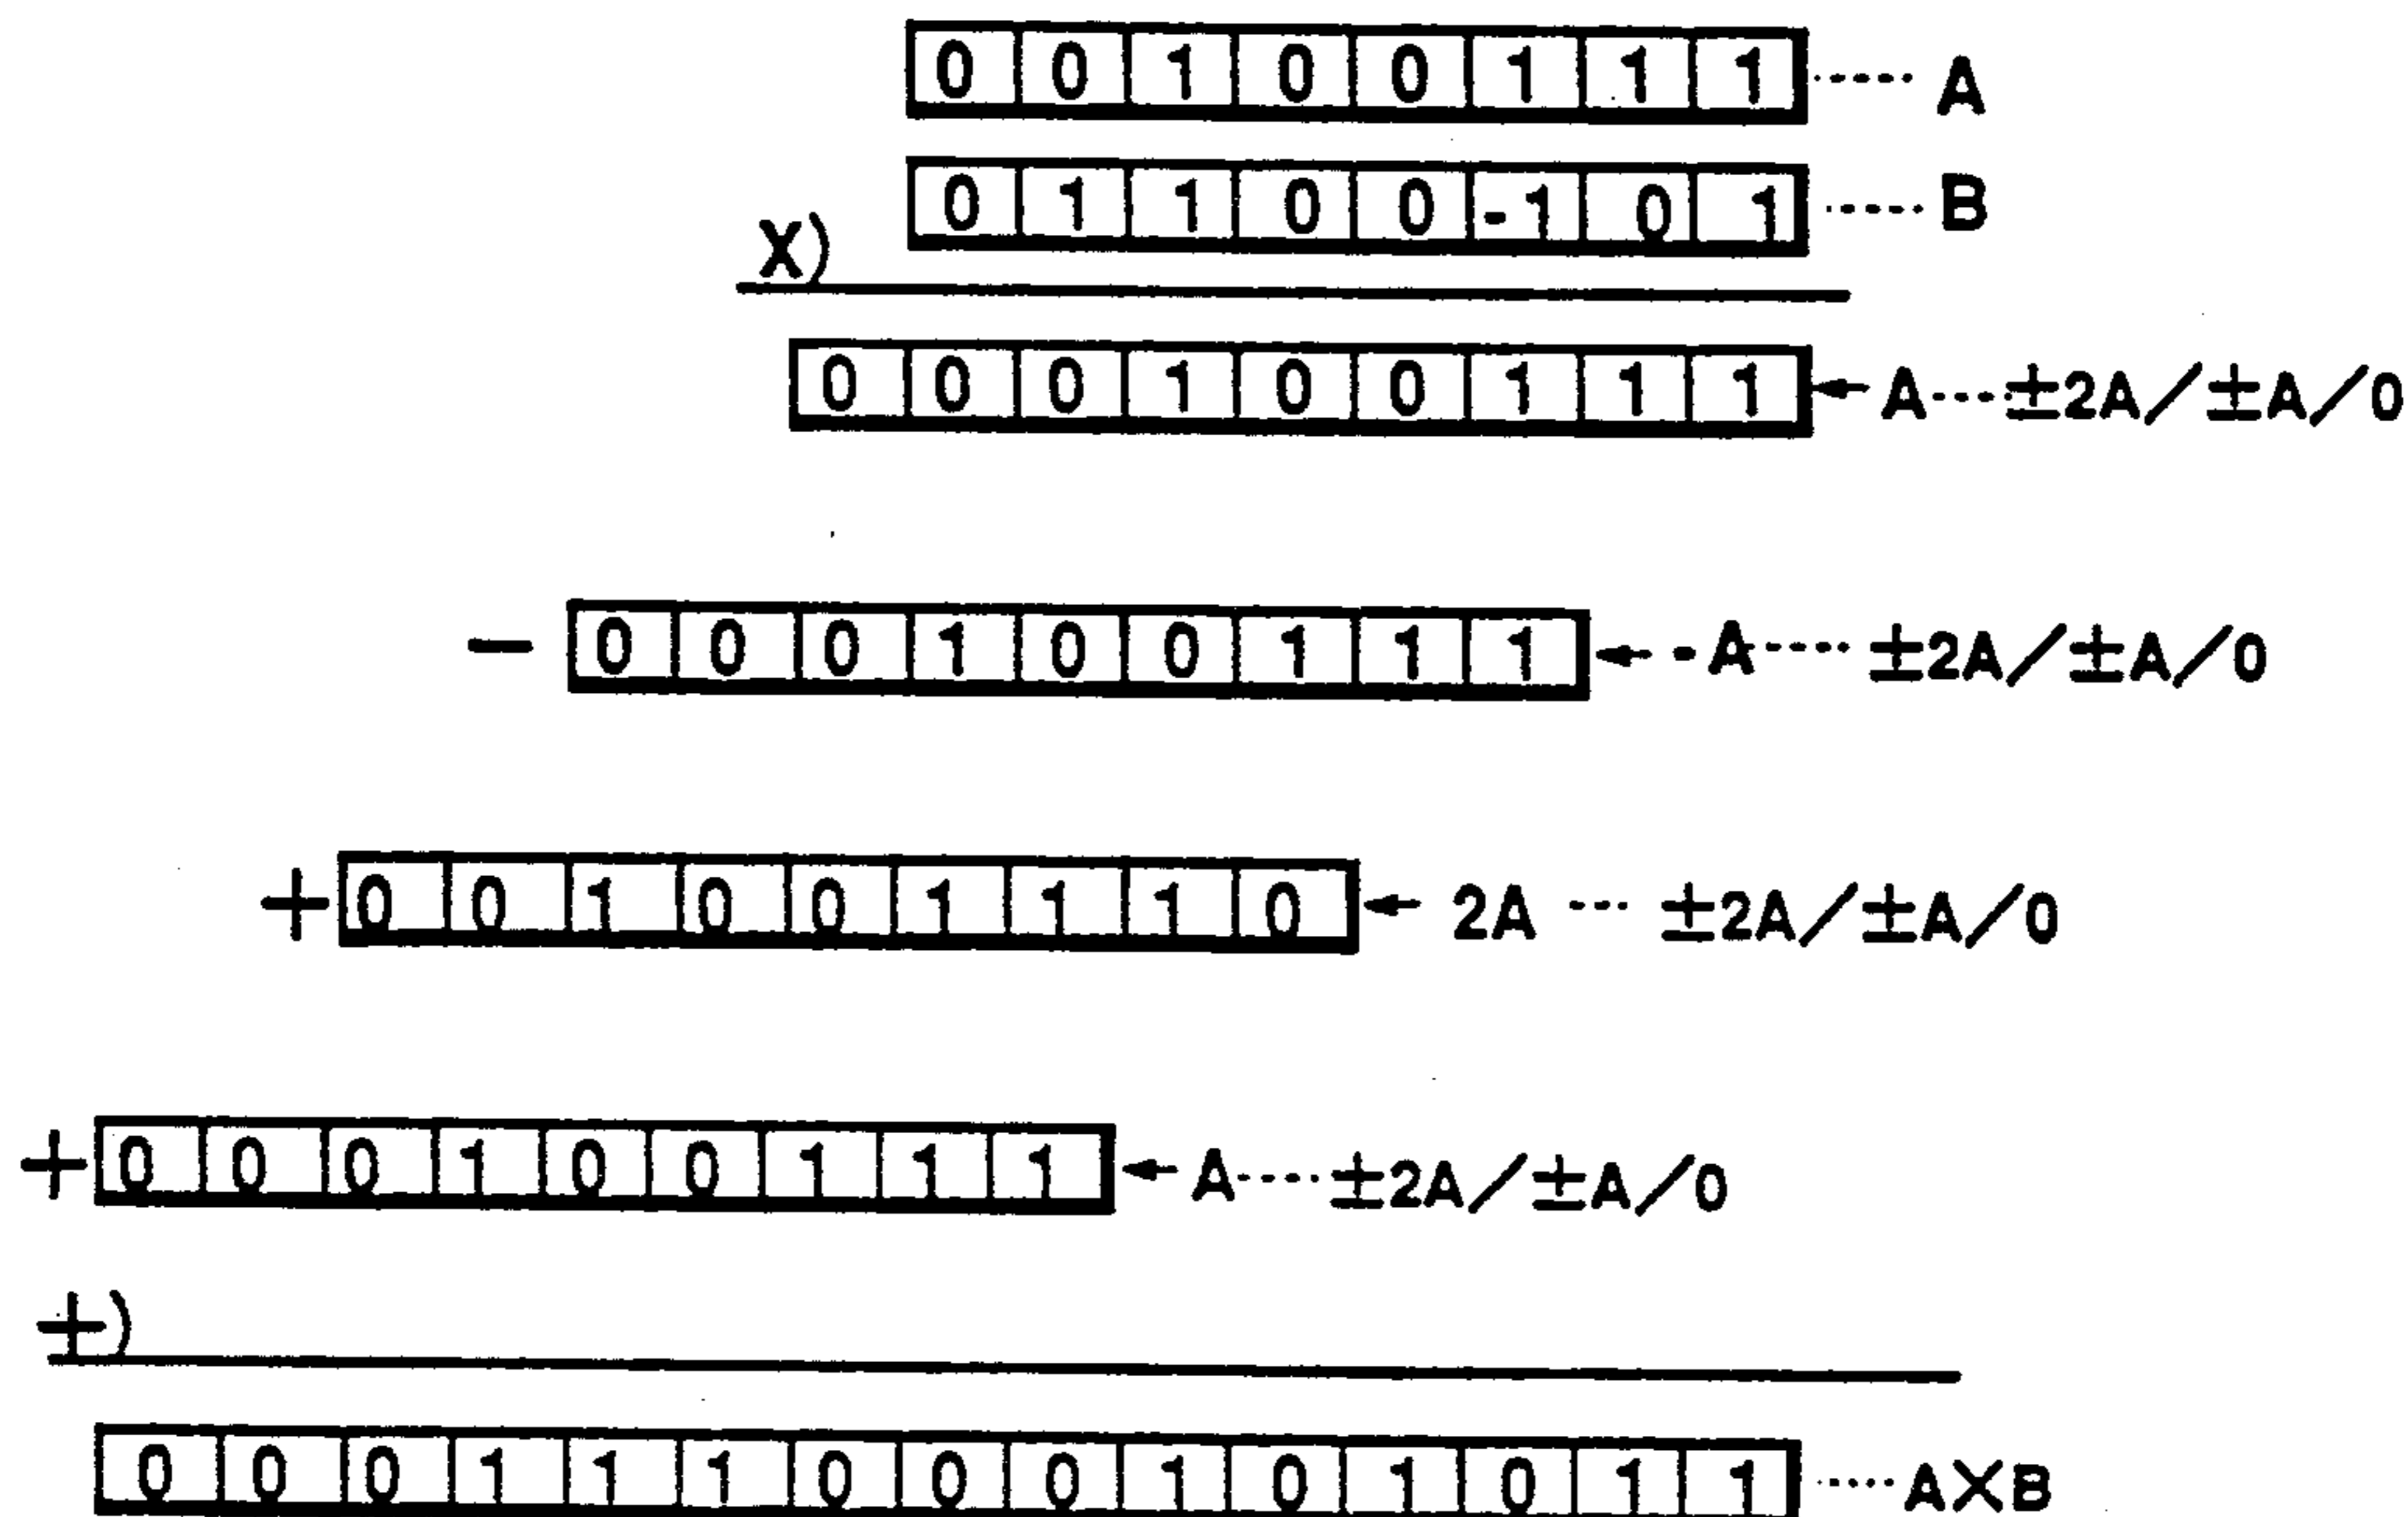 0 0 1 0 0 1 1 1 ····· A
0 1 1 0 0 -1 0 1 ····· B
X)
0 0 0 1 0 0 1 1 1 ← A ···· ±2A/±A/0
− 0 0 0 1 0 0 1 1 1 ← -A ···· ±2A/±A/0
+ 0 0 1 0 0 1 1 1 0 ← 2A ··· ±2A/±A/0
+ 0 0 0 1 0 0 1 1 1 ← A ···· ±2A/±A/0
+)
0 0 0 1 1 1 0 0 0 1 0 1 0 1 1 ···· AXB